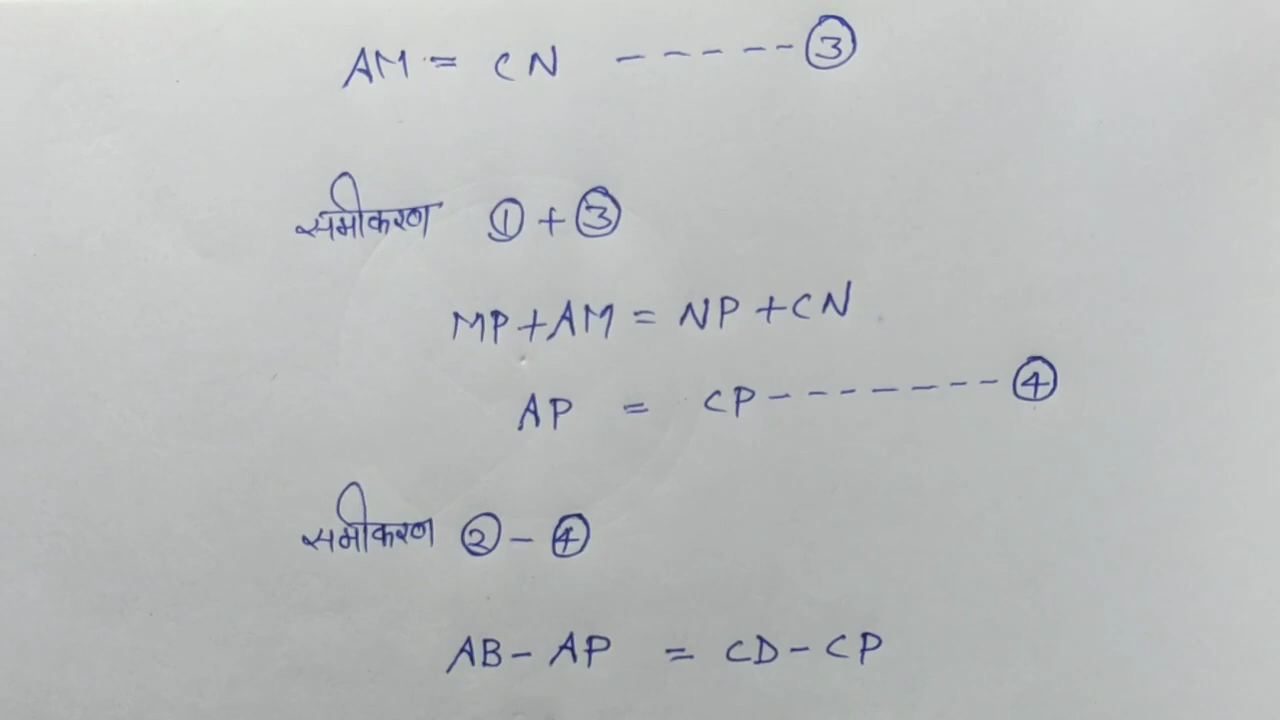 AM = CN ----- ③
समीकरण ① + ③
MP + AM = NP + CN
AP = CP ------- ④
समीकरण ② - ④
AB - AP = CD - CP